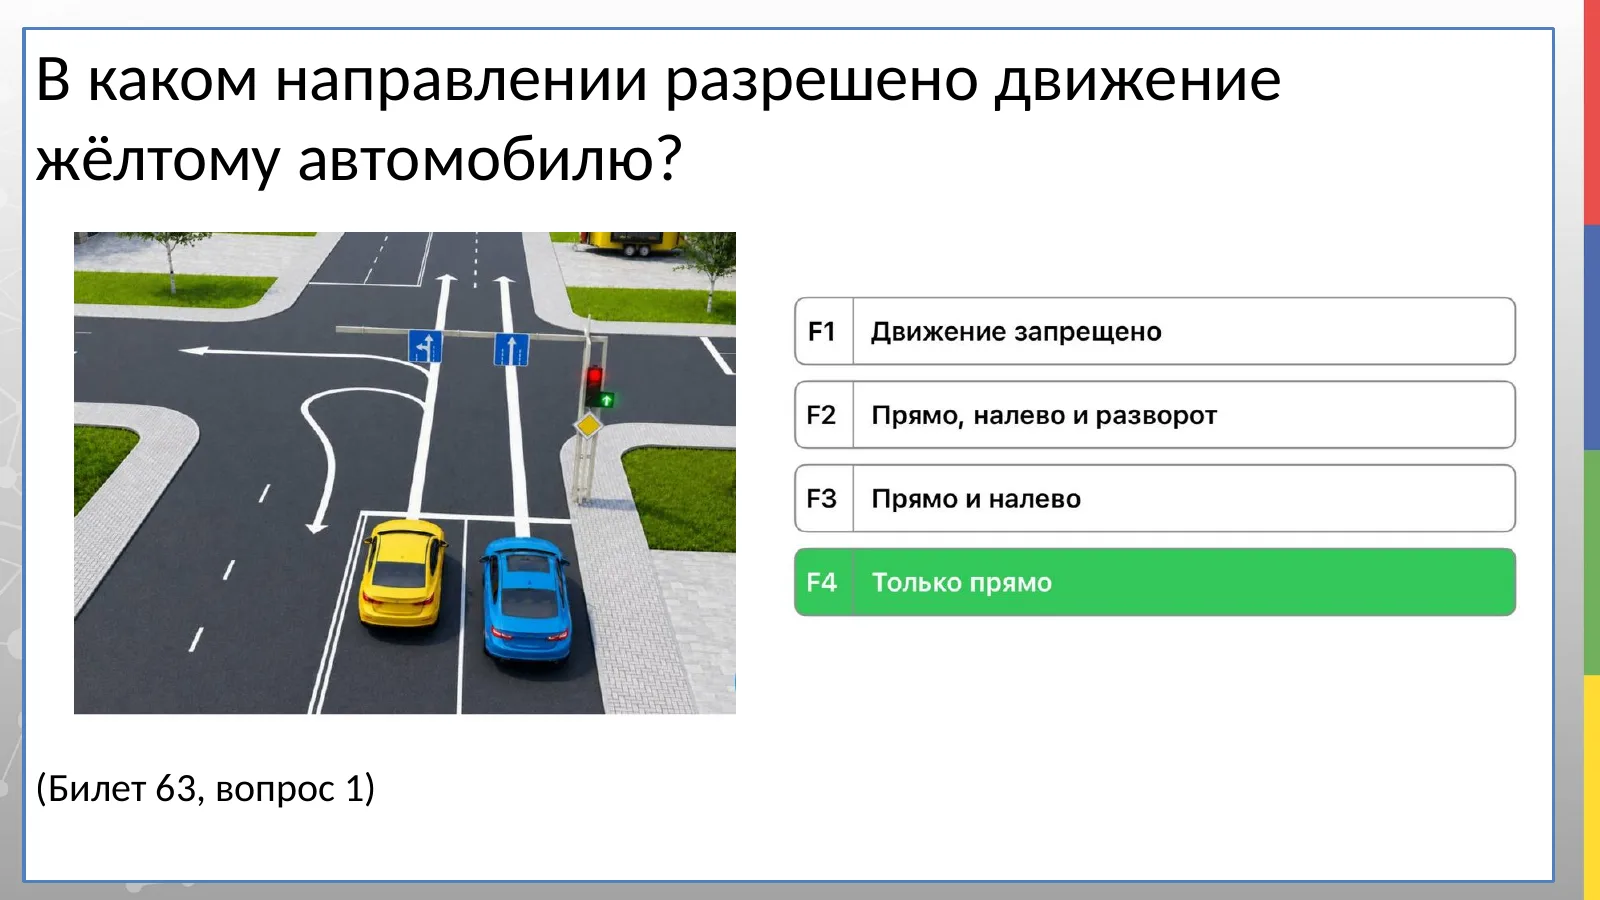 В каком направлении разрешено движение
жёлтому автомобилю?
F1 Движение запрещено
F2 Прямо, налево и разворот
F3 Прямо и налево
F4 Только прямо
(Билет 63, вопрос 1)